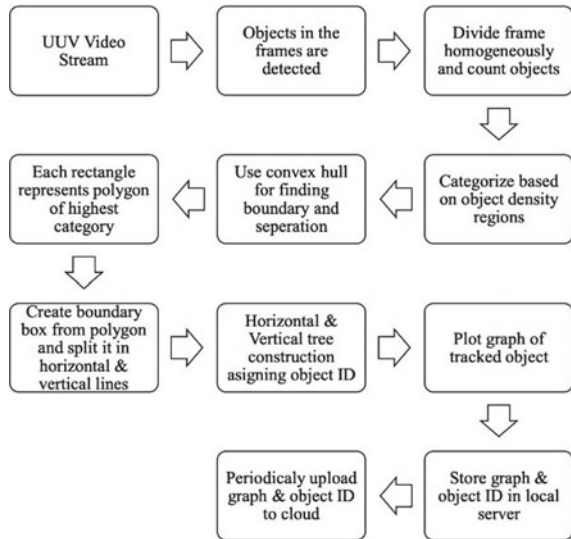 UUV Video
Stream
Objects in the
frames are
detected
Divide frame
homogeneously
and count objects
Each rectangle
represents polygon
of highest
category
Use convex hull
for finding
boundary and
seperation
Categorize based
on object density
regions
Create boundary
box from polygon
and split it in
horizontal &
vertical lines
Horizontal &
Vertical tree
construction
asigning object ID
Plot graph of
tracked object
Periodicaly upload
graph & object ID
to cloud
Store graph &
object ID in local
server